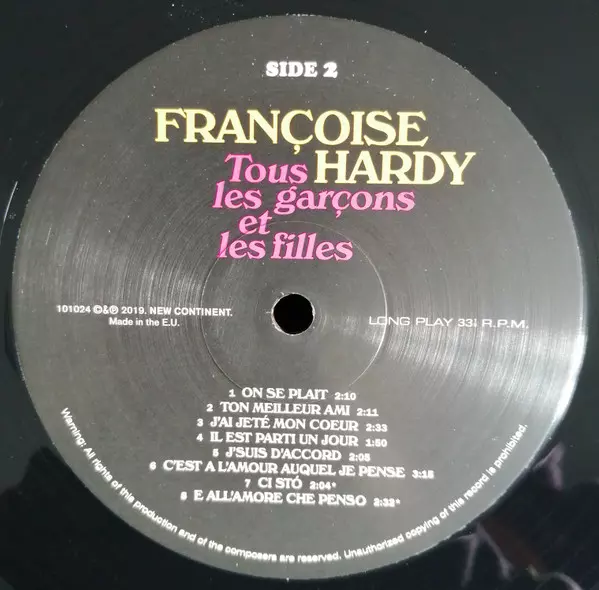 SIDE 2
FRANÇOISE
Tous HARDY
les garçons
et
les filles
101024 ©&℗ 2019. NEW CONTINENT.
Made in the E.U.
LONG PLAY 33⅓ R.P.M.
1 ON SE PLAIT 2:10
2 TON MEILLEUR AMI 2:11
3 J'AI JETÉ MON COEUR 2:33
4 IL EST PARTI UN JOUR 1:50
5 J'SUIS D'ACCORD 2:05
6 C'EST A L'AMOUR AUQUEL JE PENSE 3:15
7 CI STÓ 2:04*
8 E ALL'AMORE CHE PENSO 2:32*
Warning: All rights of this production and of the composers are reserved. Unauthorized copying of this record is prohibited.